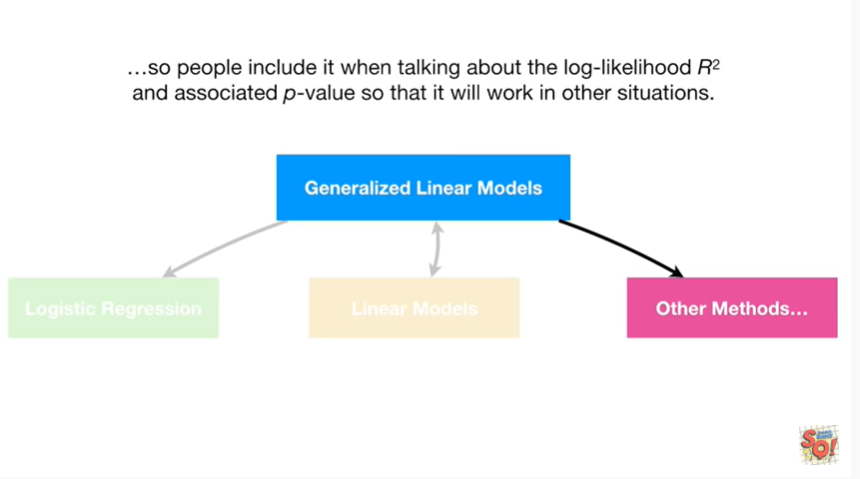 ...so people include it when talking about the log-likelihood R²
and associated p-value so that it will work in other situations.
Generalized Linear Models
Logistic Regression
Linear Models
Other Methods...
SQ!